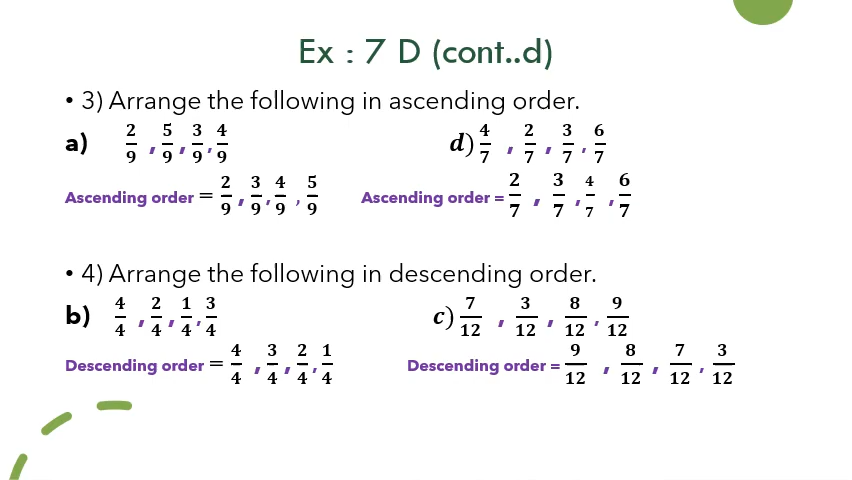 Ex : 7 D (cont..d)
• 3) Arrange the following in ascending order.
a) 2/9 , 5/9 , 3/9 , 4/9 d) 4/7 , 2/7 , 3/7 , 6/7
Ascending order = 2/9 , 3/9 , 4/9 , 5/9 Ascending order = 2/7 , 3/7 , 4/7 , 6/7
• 4) Arrange the following in descending order.
b) 4/4 , 2/4 , 1/4 , 3/4 c) 7/12 , 3/12 , 8/12 , 9/12
Descending order = 4/4 , 3/4 , 2/4 , 1/4 Descending order = 9/12 , 8/12 , 7/12 , 3/12